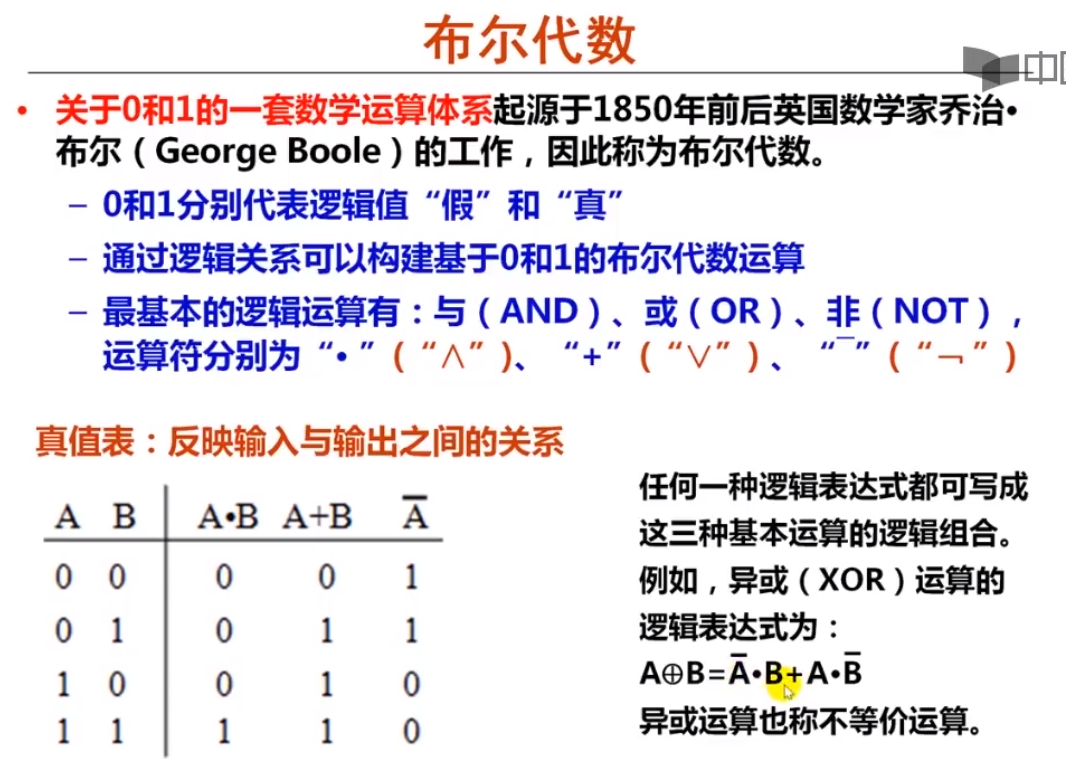 布尔代数
中
• 关于0和1的一套数学运算体系起源于1850年前后英国数学家乔治•
布尔（George Boole）的工作，因此称为布尔代数。
– 0和1分别代表逻辑值“假”和“真”
– 通过逻辑关系可以构建基于0和1的布尔代数运算
– 最基本的逻辑运算有：与（AND）、或（OR）、非（NOT），
运算符分别为“•”(“∧”)、“+”(“∨”)、“¯”(“¬”)
真值表：反映输入与输出之间的关系
A B A•B A+B A̅
0 0 0 0 1
0 1 0 1 1
1 0 0 1 0
1 1 1 1 0
任何一种逻辑表达式都可写成
这三种基本运算的逻辑组合。
例如，异或（XOR）运算的
逻辑表达式为：
A⊕B=A̅•B+A•B̅
异或运算也称不等价运算。